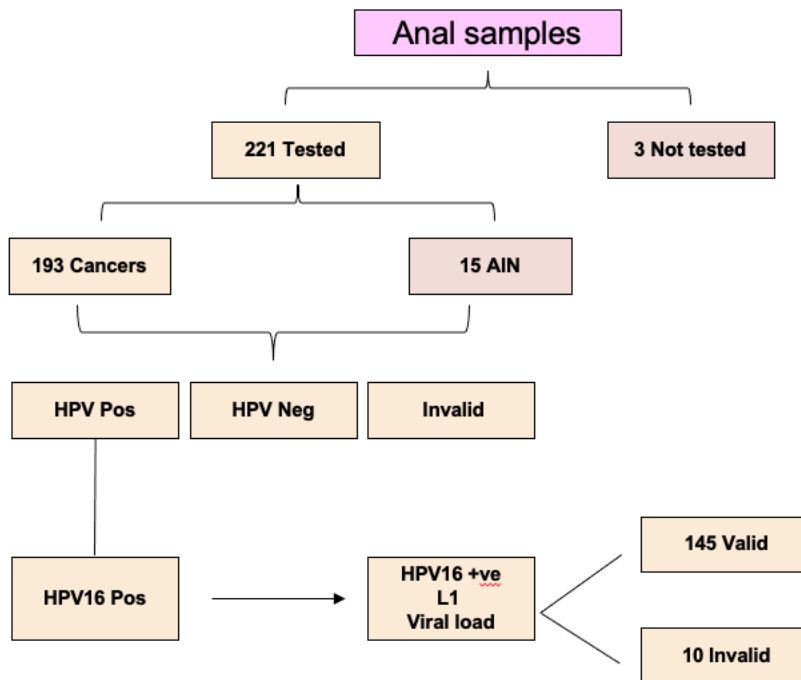 Anal samples
221 Tested
3 Not tested
193 Cancers
15 AIN
HPV Pos
HPV Neg
Invalid
HPV16 Pos
HPV16 +ve
L1
Viral load
145 Valid
10 Invalid